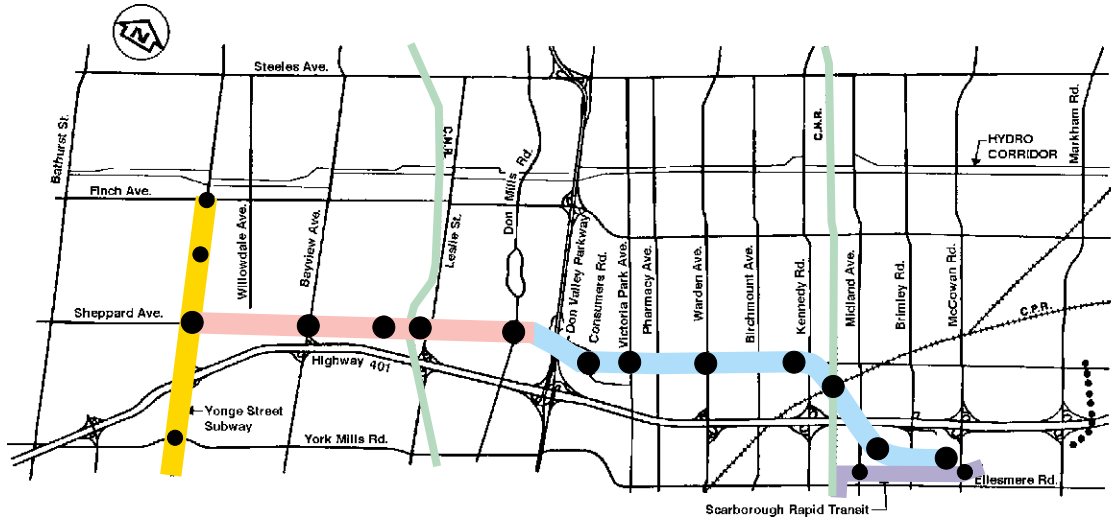 N
Steeles Ave.
Bathurst St.
C.N.R.
C.N.R.
Markham Rd.
HYDRO
CORRIDOR
Finch Ave.
Willowdale Ave.
Bayview Ave.
Leslie St.
Don Mills Rd.
Don Valley Parkway
Consumers Rd.
Victoria Park Ave.
Pharmacy Ave.
Warden Ave.
Birchmount Ave.
Kennedy Rd.
Midland Ave.
Brimley Rd.
McCowan Rd.
C.P.R.
Sheppard Ave.
Highway 401
Yonge Street
Subway
York Mills Rd.
Ellesmere Rd.
Scarborough Rapid Transit